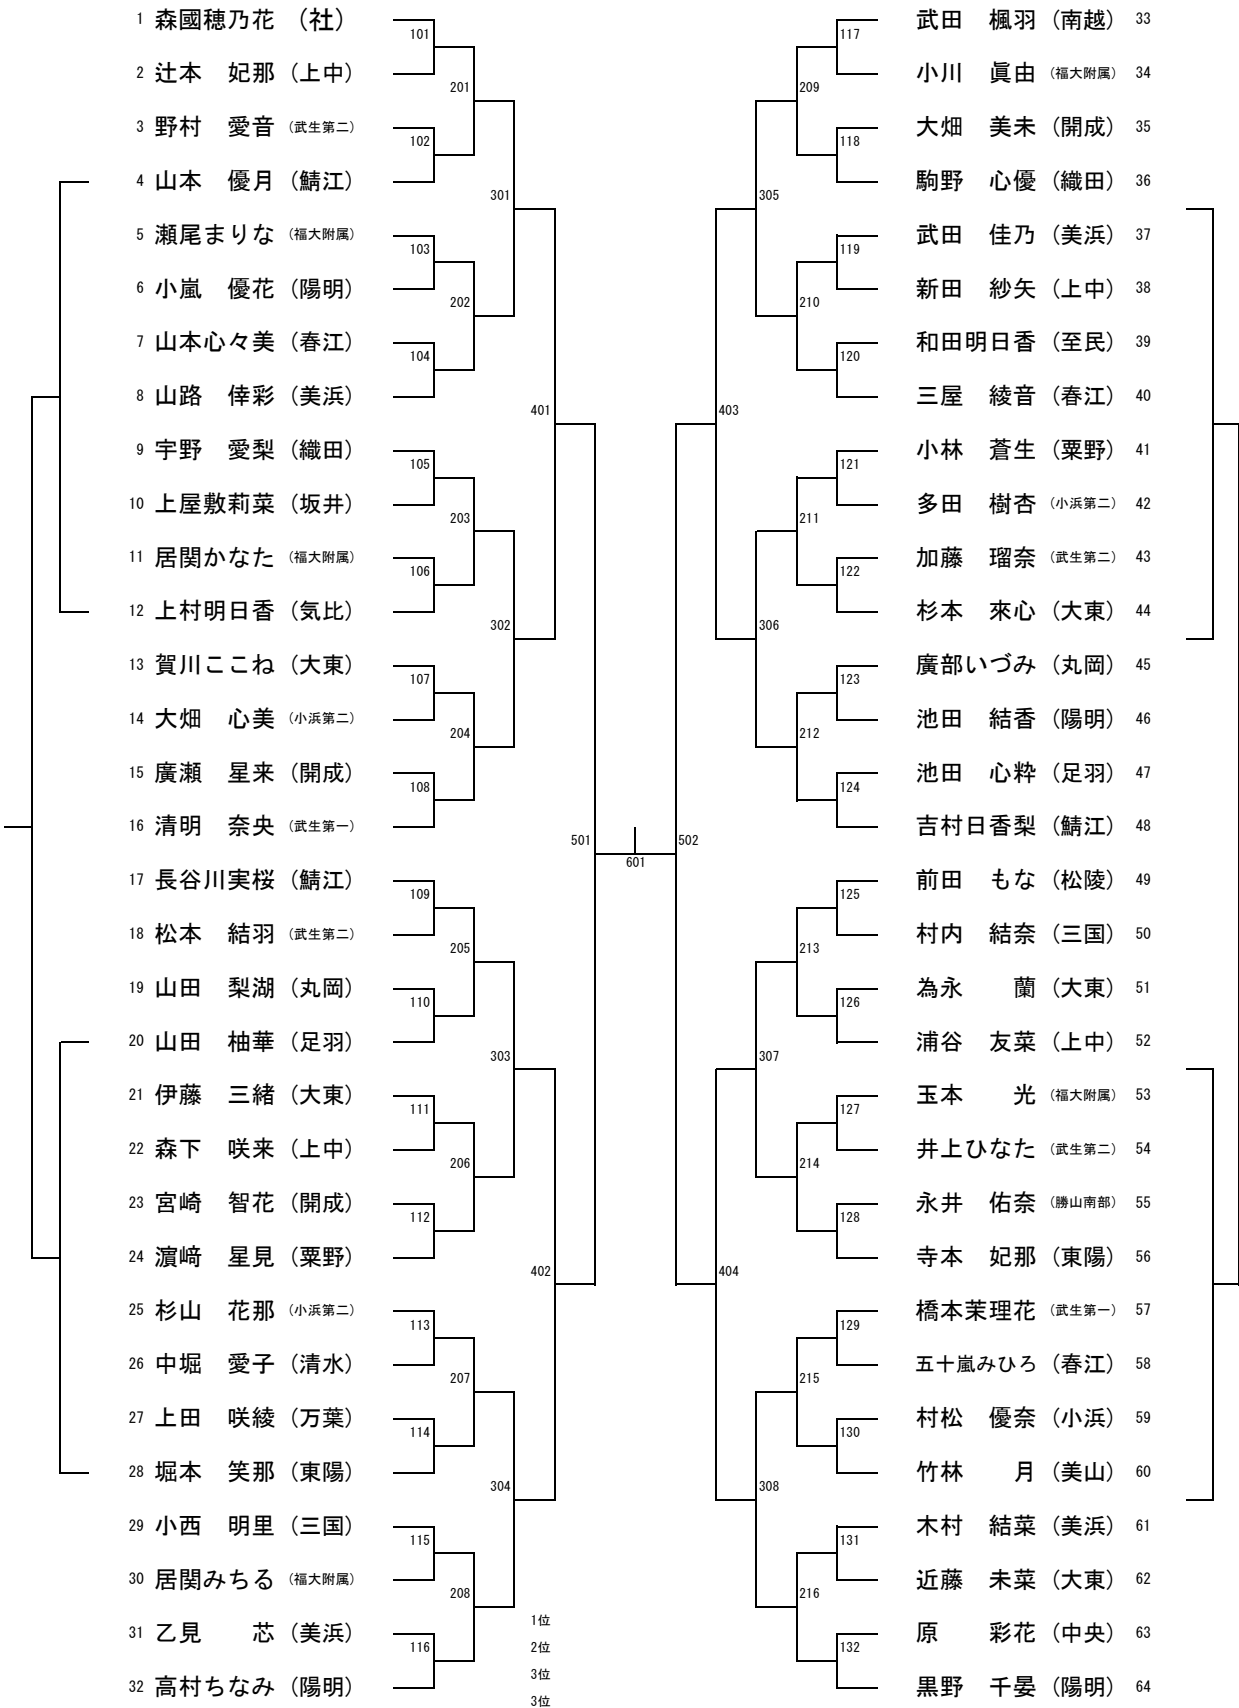 1 森國穂乃花 (社)
101
2 辻本 妃那 (上中)
201
3 野村 愛音 (武生第二)
102
4 山本 優月 (鯖江)
301
5 瀬尾まりな (福大附属)
103
6 小嵐 優花 (陽明)
202
7 山本心々美 (春江)
104
8 山路 倖彩 (美浜)
401
9 宇野 愛梨 (織田)
105
10 上屋敷莉菜 (坂井)
203
11 居関かなた (福大附属)
106
12 上村明日香 (気比)
302
13 賀川ここね (大東)
107
14 大畑 心美 (小浜第二)
204
15 廣瀬 星来 (開成)
108
16 清明 奈央 (武生第一)
501
17 長谷川実桜 (鯖江)
109
18 松本 結羽 (武生第二)
205
19 山田 梨湖 (丸岡)
110
20 山田 柚華 (足羽)
303
21 伊藤 三緒 (大東)
111
22 森下 咲来 (上中)
206
23 宮崎 智花 (開成)
112
24 濵﨑 星見 (粟野)
402
25 杉山 花那 (小浜第二)
113
26 中堀 愛子 (清水)
207
27 上田 咲綾 (万葉)
114
28 堀本 笑那 (東陽)
304
29 小西 明里 (三国)
115
30 居関みちる (福大附属)
208
31 乙見 芯 (美浜)
116
32 高村ちなみ (陽明)
1位
2位
3位
3位
601
武田 楓羽 (南越) 33
117
小川 眞由 (福大附属) 34
209
大畑 美未 (開成) 35
118
駒野 心優 (織田) 36
305
武田 佳乃 (美浜) 37
119
新田 紗矢 (上中) 38
210
和田明日香 (至民) 39
120
三屋 綾音 (春江) 40
403
小林 蒼生 (粟野) 41
121
多田 樹杏 (小浜第二) 42
211
加藤 瑠奈 (武生第二) 43
122
杉本 來心 (大東) 44
306
廣部いづみ (丸岡) 45
123
池田 結香 (陽明) 46
212
池田 心粋 (足羽) 47
124
吉村日香梨 (鯖江) 48
502
前田 もな (松陵) 49
125
村内 結奈 (三国) 50
213
為永 蘭 (大東) 51
126
浦谷 友菜 (上中) 52
307
玉本 光 (福大附属) 53
127
井上ひなた (武生第二) 54
214
永井 佑奈 (勝山南部) 55
128
寺本 妃那 (東陽) 56
404
橋本茉理花 (武生第一) 57
129
五十嵐みひろ (春江) 58
215
村松 優奈 (小浜) 59
130
竹林 月 (美山) 60
308
木村 結菜 (美浜) 61
131
近藤 未菜 (大東) 62
216
原 彩花 (中央) 63
132
黒野 千晏 (陽明) 64